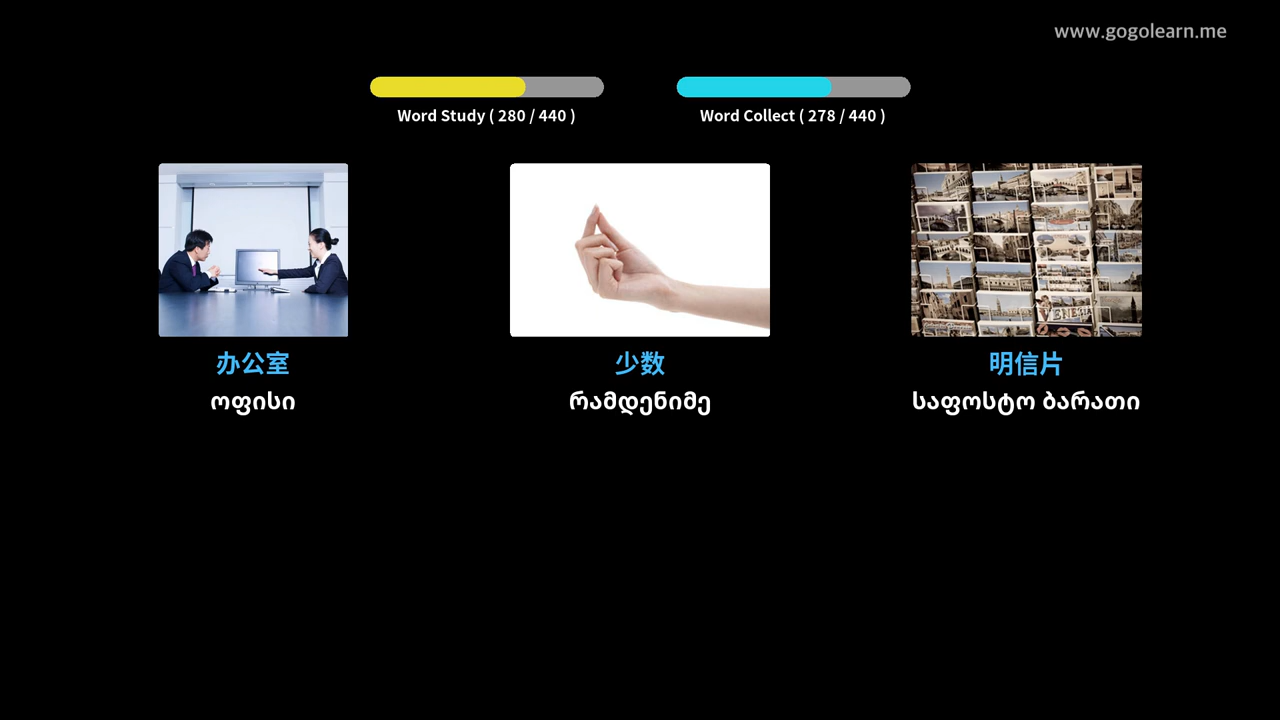 www.gogolearn.me
Word Study ( 280 / 440 )
Word Collect ( 278 / 440 )
VENEZIA
办公室
少数
明信片
ოფისი
რამდენიმე
საფოსტო ბარათი